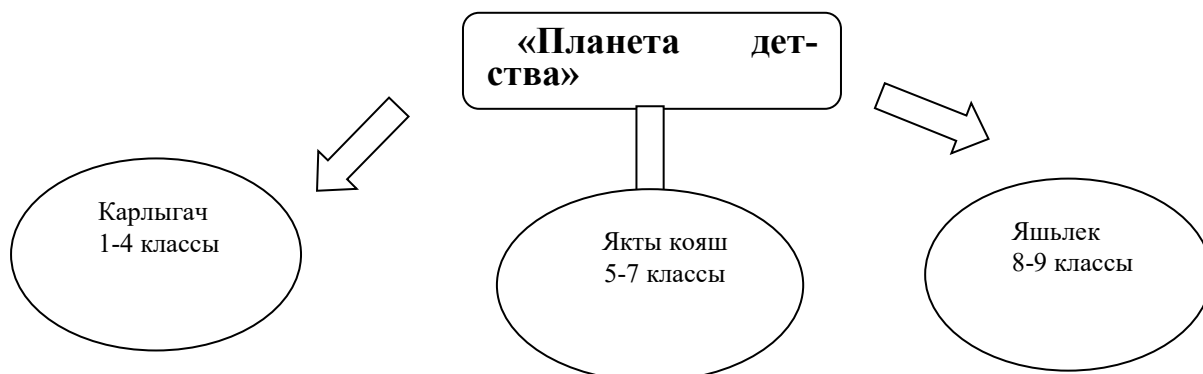 «Планета дет-
ства»
Карлыгач
1-4 классы
Якты кояш
5-7 классы
Яшьлек
8-9 классы